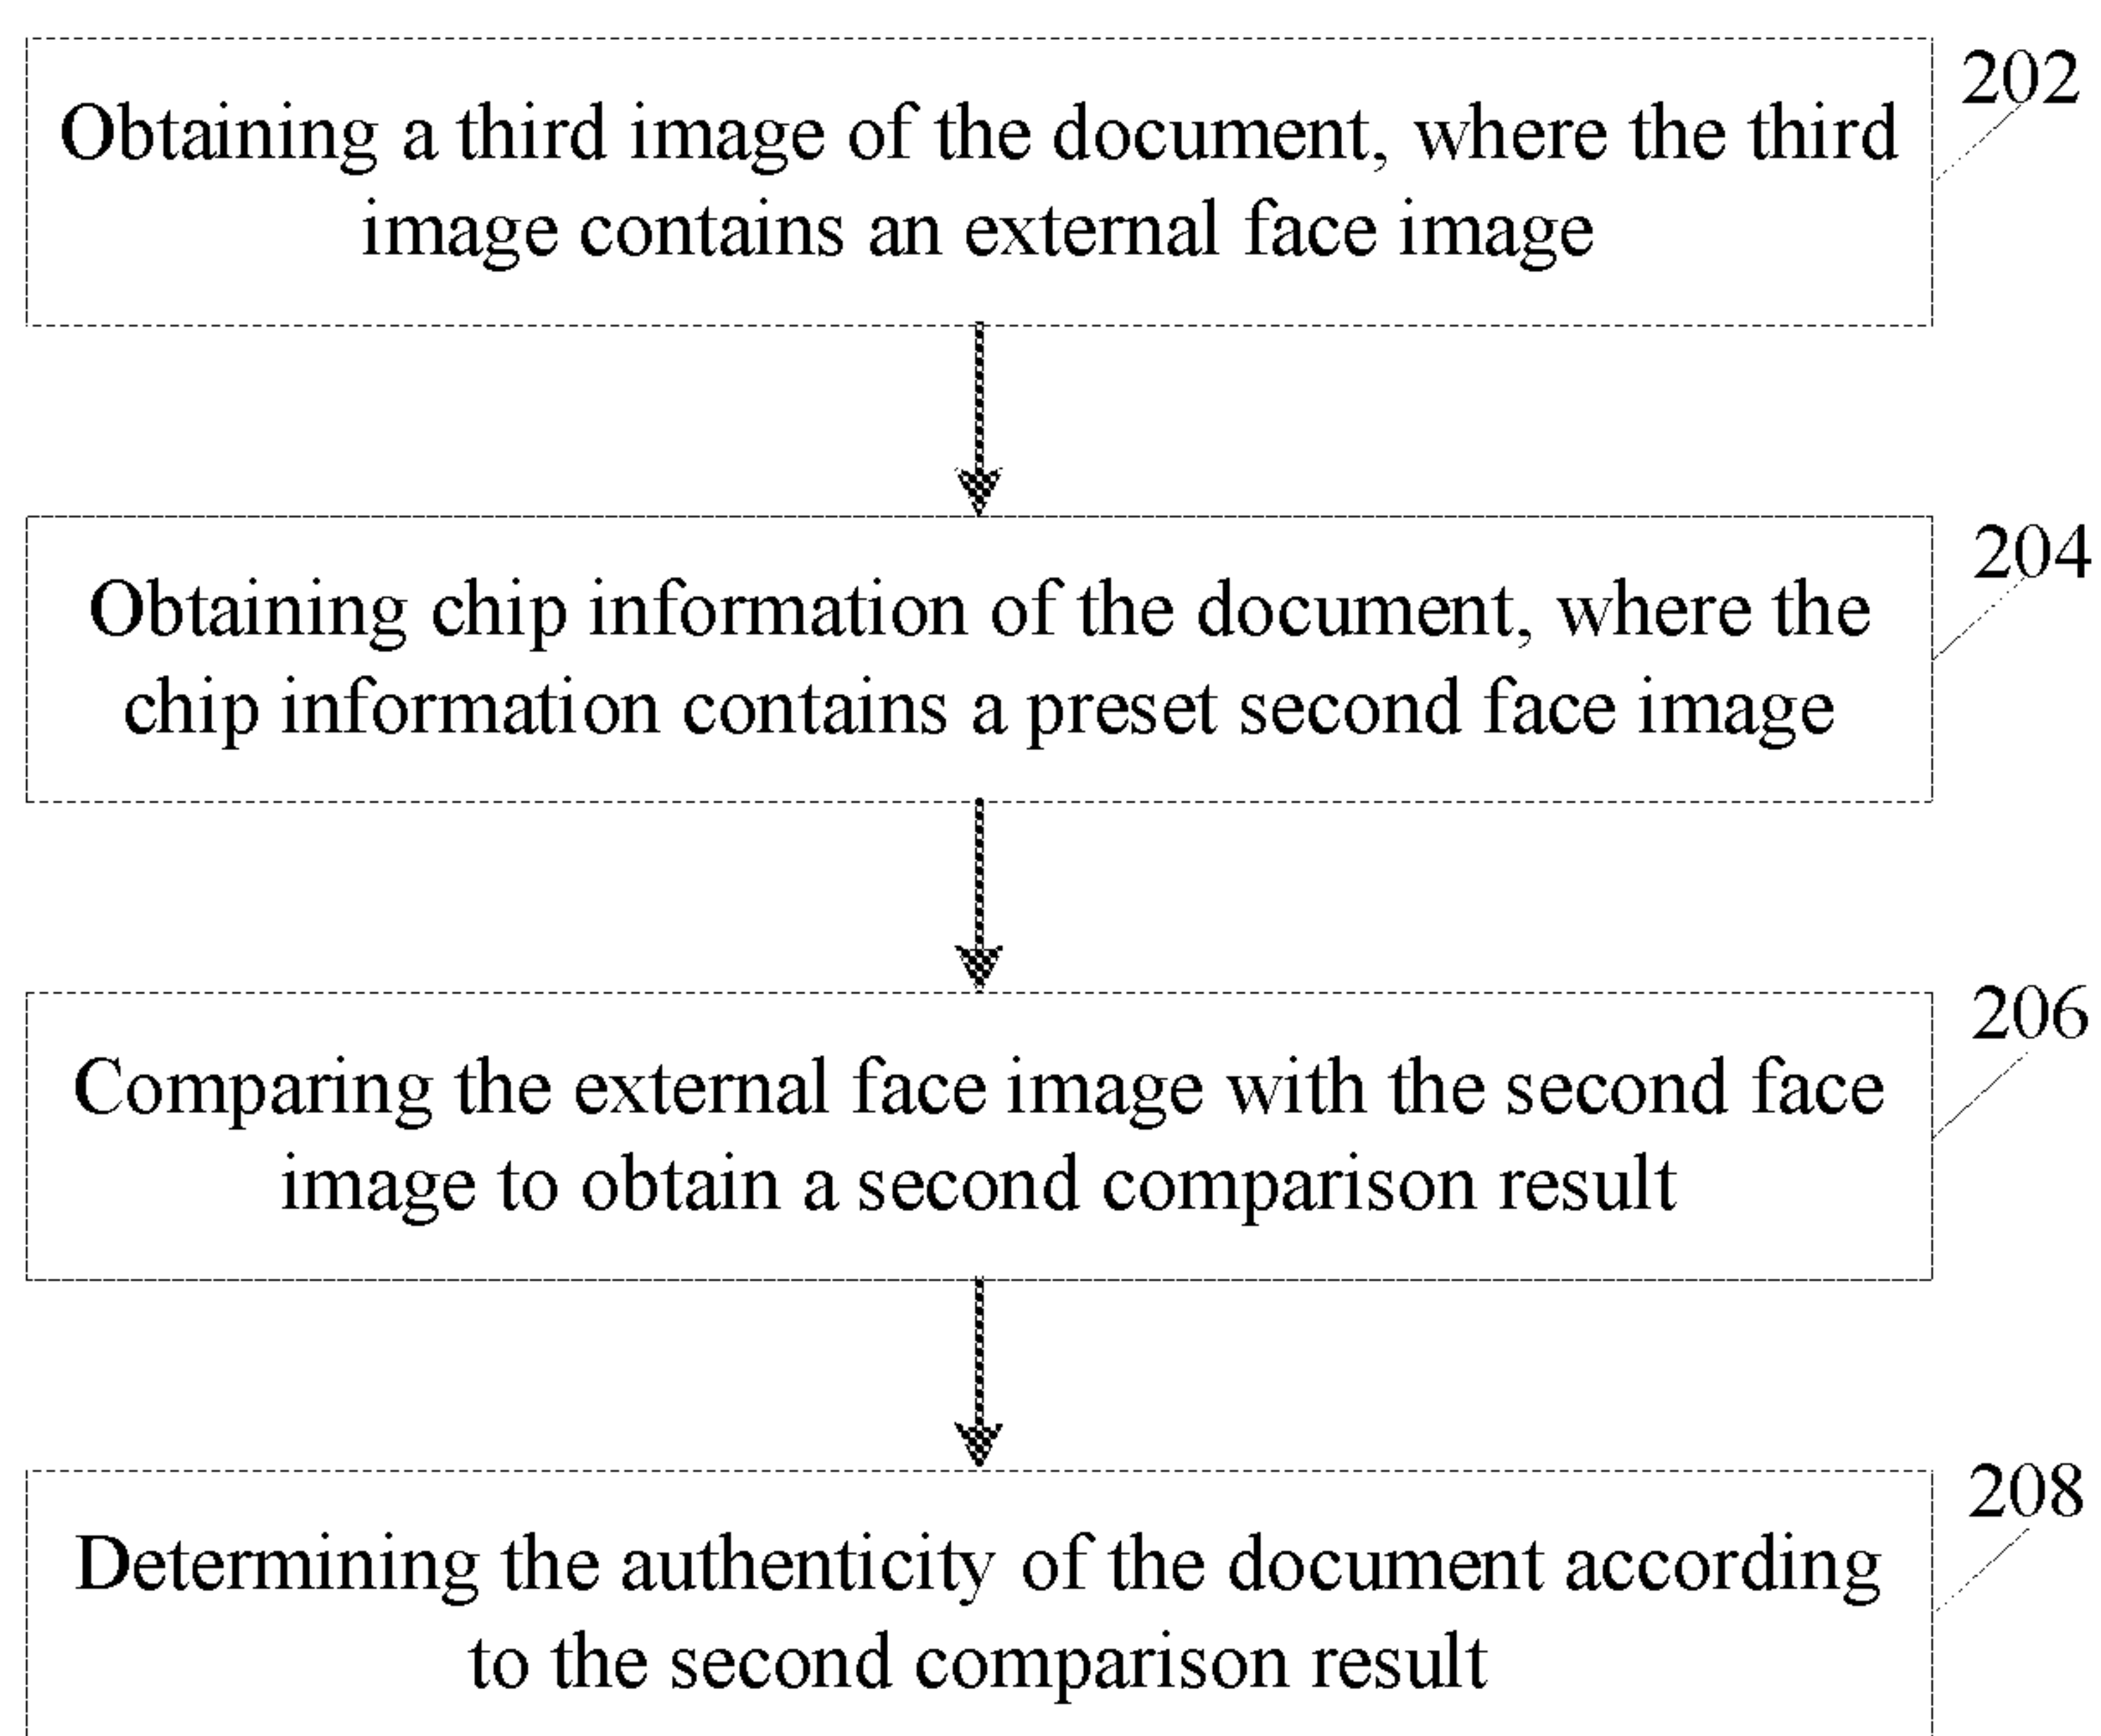 202
Obtaining a third image of the document, where the third
image contains an external face image
204
Obtaining chip information of the document, where the
chip information contains a preset second face image
206
Comparing the external face image with the second face
image to obtain a second comparison result
208
Determining the authenticity of the document according
to the second comparison result